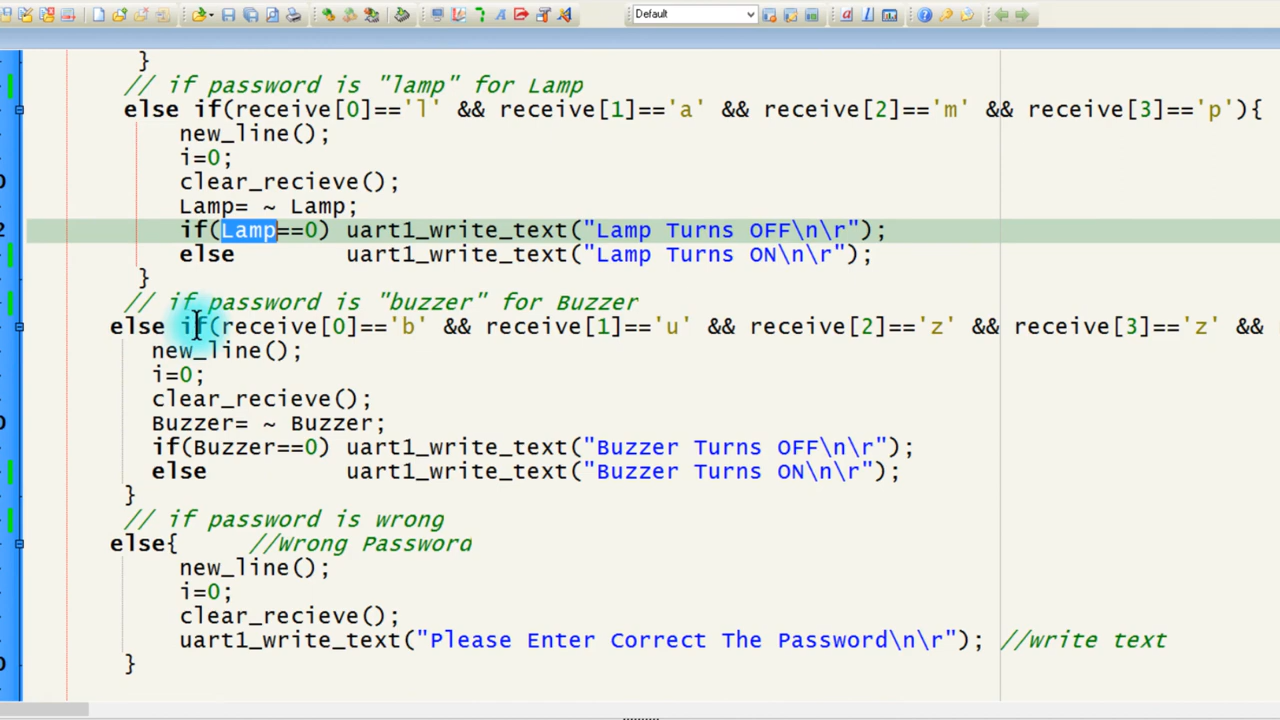 Default
}
// if password is "lamp" for Lamp
else if(receive[0]=='l' && receive[1]=='a' && receive[2]=='m' && receive[3]=='p'){
new_line();
i=0;
clear_recieve();
Lamp= ~ Lamp;
if(Lamp==0) uart1_write_text("Lamp Turns OFF\n\r");
else uart1_write_text("Lamp Turns ON\n\r");
}
// if password is "buzzer" for Buzzer
else if(receive[0]=='b' && receive[1]=='u' && receive[2]=='z' && receive[3]=='z' &&
new_line();
i=0;
clear_recieve();
Buzzer= ~ Buzzer;
if(Buzzer==0) uart1_write_text("Buzzer Turns OFF\n\r");
else uart1_write_text("Buzzer Turns ON\n\r");
}
// if password is wrong
else{ //Wrong Password
new_line();
i=0;
clear_recieve();
uart1_write_text("Please Enter Correct The Password\n\r"); //write text
}